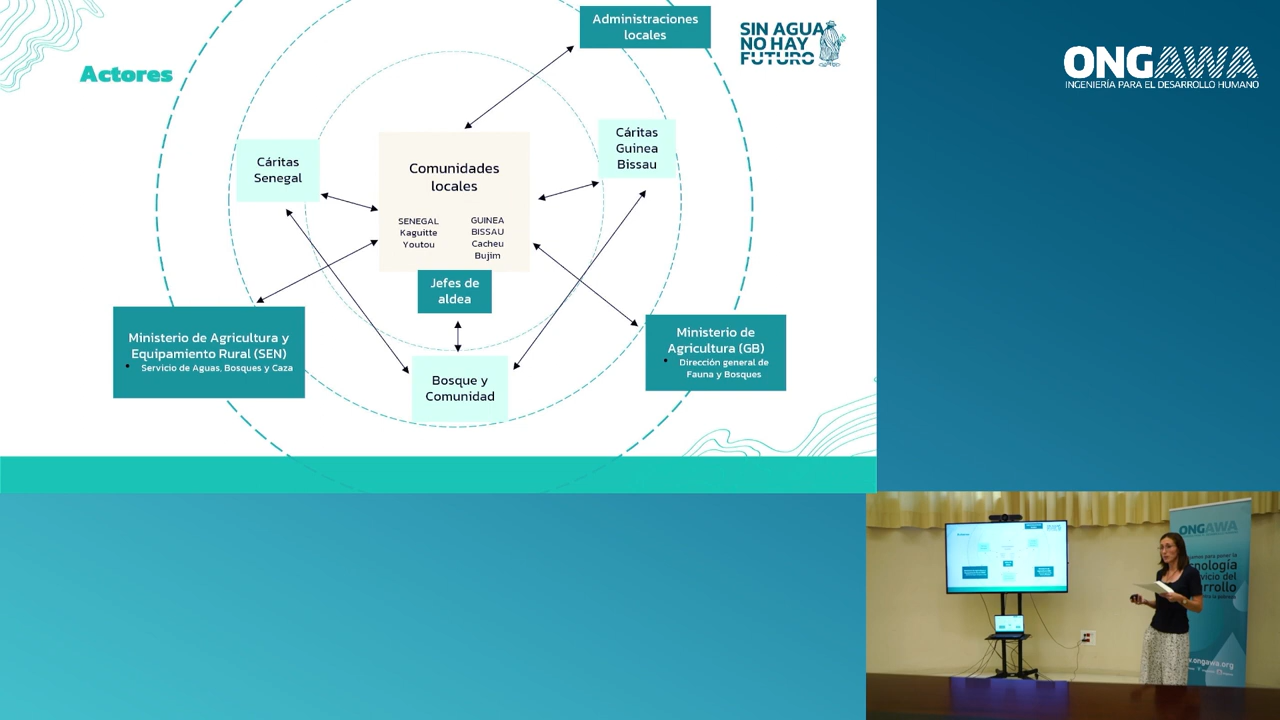 Administraciones
locales
SIN AGUA
NO HAY
FUTURO
ONGAWA
INGENIERÍA PARA EL DESARROLLO HUMANO
Actores
Cáritas
Senegal
Comunidades
locales
SENEGAL
Kaguitte
Youtou
GUINEA
BISSAU
Cacheu
Bujim
Cáritas
Guinea
Bissau
Jefes de
aldea
Ministerio de Agricultura y
Equipamiento Rural (SEN)
• Servicio de Aguas, Bosques y Caza
Bosque y
Comunidad
Ministerio de
Agricultura (GB)
• Dirección general de
Fauna y Bosques
ONGAWA